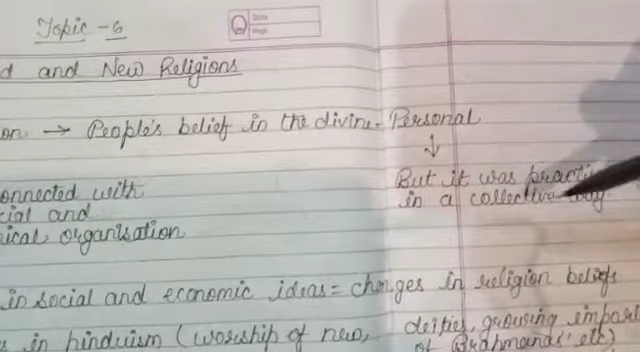 Topic - 6
Date
Page
d and New Religions
on → People's belief in the divine. Personal
↓
But it was practi
in a collective way
onnected with
cial and
ical organisation
in social and economic ideas = changes in religion beliefs
in hinduism (worship of new, deities, growing import
of Brahmanas' etc)